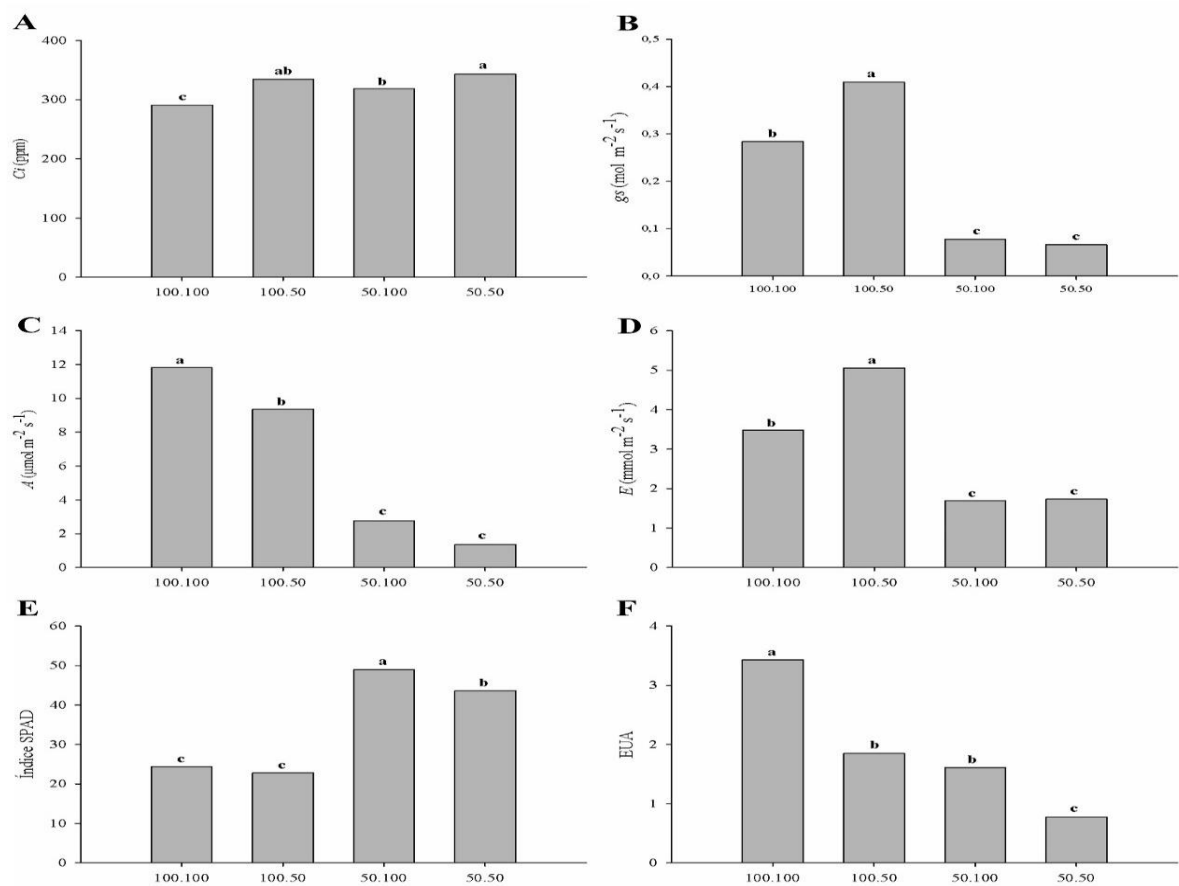 A
Ci (ppm)
400
300
200
100
0
c
ab
b
a
100.100
100.50
50.100
50.50
B
gs (mol m-2 s-1)
0,5
0,4
0,3
0,2
0,1
0,0
b
a
c
c
100.100
100.50
50.100
50.50
C
A (µmol m-2 s-1)
14
12
10
8
6
4
2
0
a
b
c
c
100.100
100.50
50.100
50.50
D
E (mmol m-2 s-1)
6
5
4
3
2
1
0
b
a
c
c
100.100
100.50
50.100
50.50
E
Índice SPAD
60
50
40
30
20
10
0
c
c
a
b
100.100
100.50
50.100
50.50
F
EUA
4
3
2
1
0
a
b
b
c
100.100
100.50
50.100
50.50